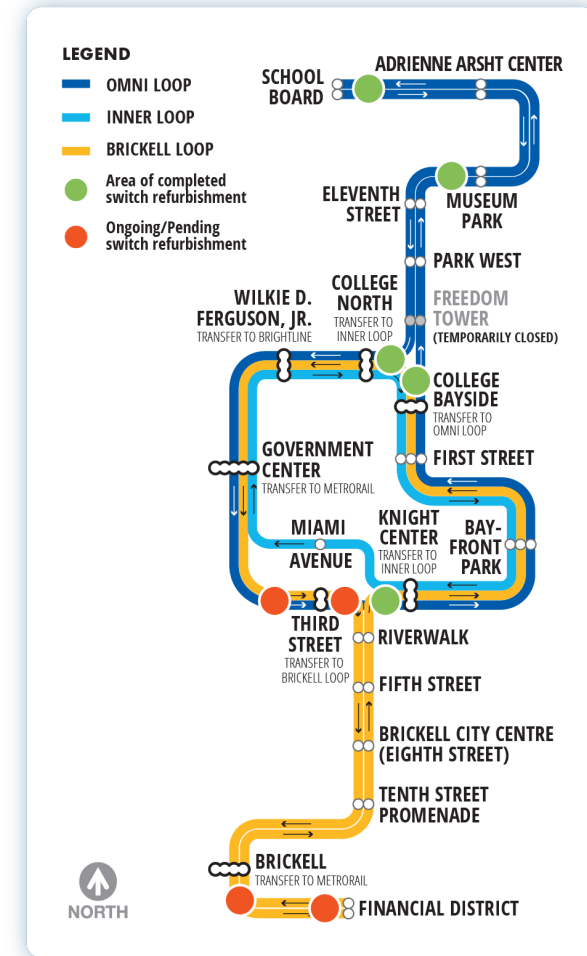 LEGEND
OMNI LOOP
INNER LOOP
BRICKELL LOOP
Area of completed
switch refurbishment
Ongoing/Pending
switch refurbishment
ADRIENNE ARSHT CENTER
SCHOOL
BOARD
MUSEUM
PARK
ELEVENTH
STREET
PARK WEST
FREEDOM
TOWER
(TEMPORARILY CLOSED)
COLLEGE
NORTH
TRANSFER TO
INNER LOOP
WILKIE D.
FERGUSON, JR.
TRANSFER TO BRIGHTLINE
COLLEGE
BAYSIDE
TRANSFER TO
OMNI LOOP
FIRST STREET
GOVERNMENT
CENTER
TRANSFER TO METRORAIL
MIAMI
AVENUE
KNIGHT
CENTER
TRANSFER TO
INNER LOOP
BAY-
FRONT
PARK
THIRD
STREET
TRANSFER TO
BRICKELL LOOP
RIVERWALK
FIFTH STREET
BRICKELL CITY CENTRE
(EIGHTH STREET)
TENTH STREET
PROMENADE
BRICKELL
TRANSFER TO METRORAIL
FINANCIAL DISTRICT
NORTH